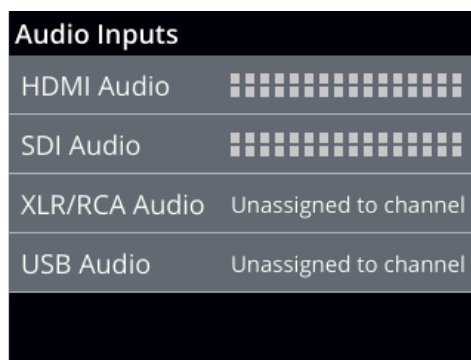 Audio Inputs
HDMI Audio
SDI Audio
XLR/RCA Audio Unassigned to channel
USB Audio Unassigned to channel